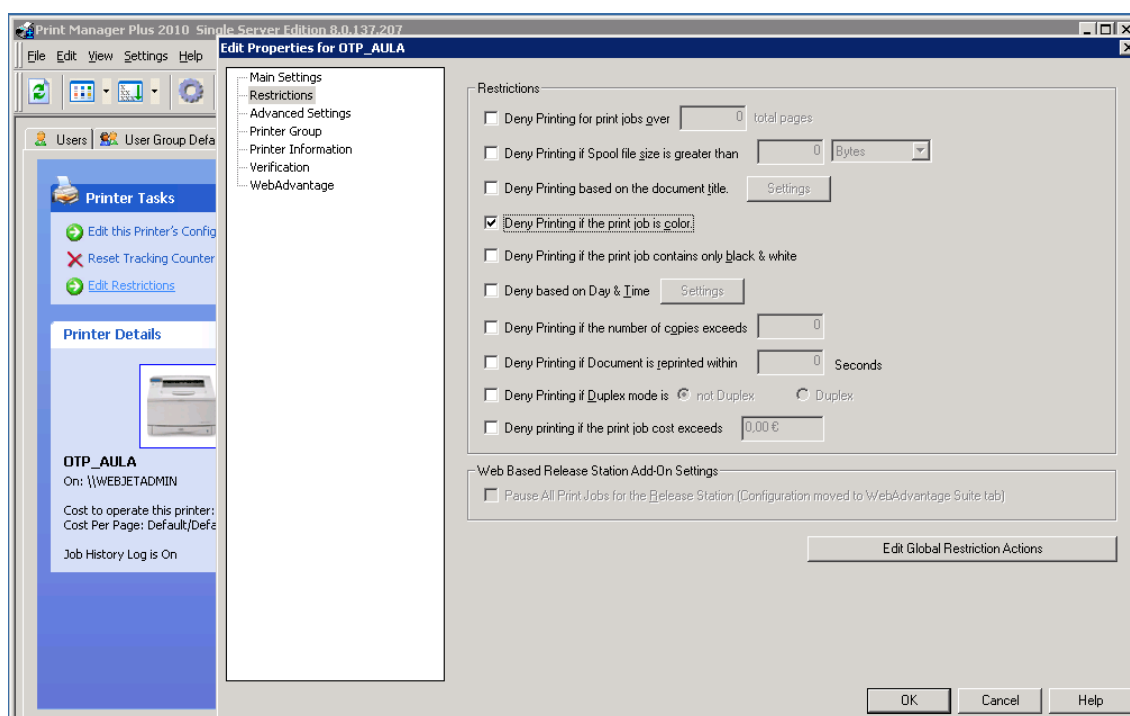 Print Manager Plus 2010 Single Server Edition 8.0.137.207
File Edit View Settings Help
Users User Group Defa
Printer Tasks
Edit this Printer's Config
Reset Tracking Counter
Edit Restrictions
Printer Details
OTP_AULA
On: \\WEBJETADMIN
Cost to operate this printer:
Cost Per Page: Default/Defa
Job History Log is On
Edit Properties for OTP_AULA
Main Settings
Restrictions
Advanced Settings
Printer Group
Printer Information
Verification
WebAdvantage
Restrictions
Deny Printing for print jobs over 0 total pages
Deny Printing if Spool file size is greater than 0 Bytes
Deny Printing based on the document title. Settings
Deny Printing if the print job is color.
Deny Printing if the print job contains only black & white
Deny based on Day & Time Settings
Deny Printing if the number of copies exceeds 0
Deny Printing if Document is reprinted within 0 Seconds
Deny Printing if Duplex mode is not Duplex Duplex
Deny printing if the print job cost exceeds 0,00 €
Web Based Release Station Add-On Settings
Pause All Print Jobs for the Release Station (Configuration moved to WebAdvantage Suite tab)
Edit Global Restriction Actions
OK Cancel Help